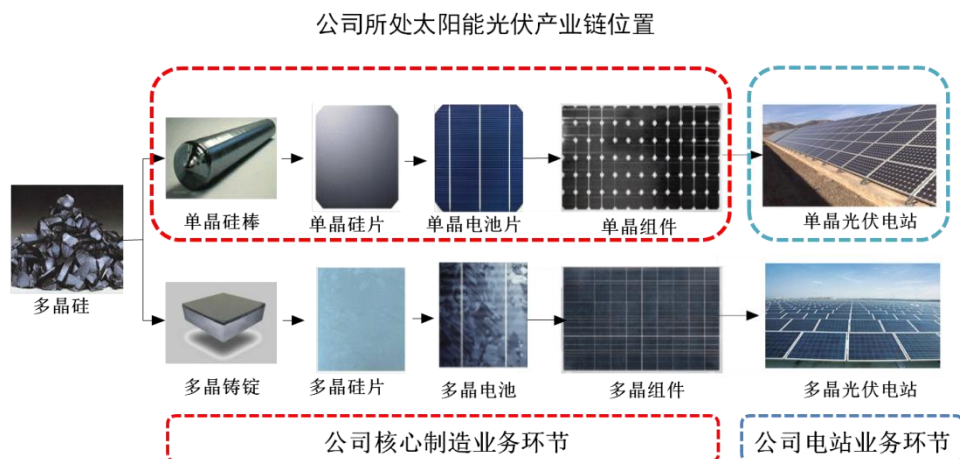 公司所处太阳能光伏产业链位置
单晶硅棒
单晶硅片
单晶电池片
单晶组件
单晶光伏电站
多晶硅
多晶铸锭
多晶硅片
多晶电池
多晶组件
多晶光伏电站
公司核心制造业务环节
公司电站业务环节